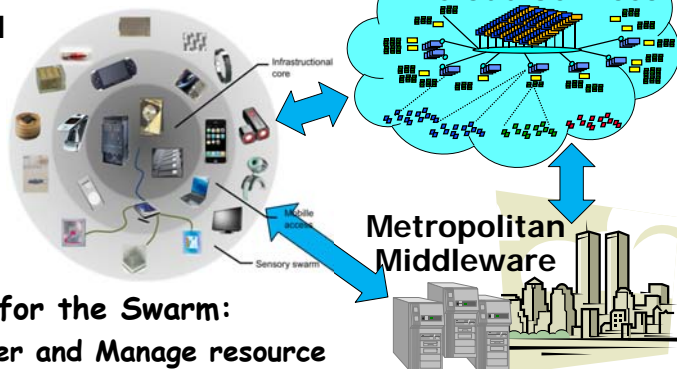 Infrastructural
core
Mobile
access
Sensory swarm
Metropolitan
Middleware
for the Swarm:
er and Manage resource